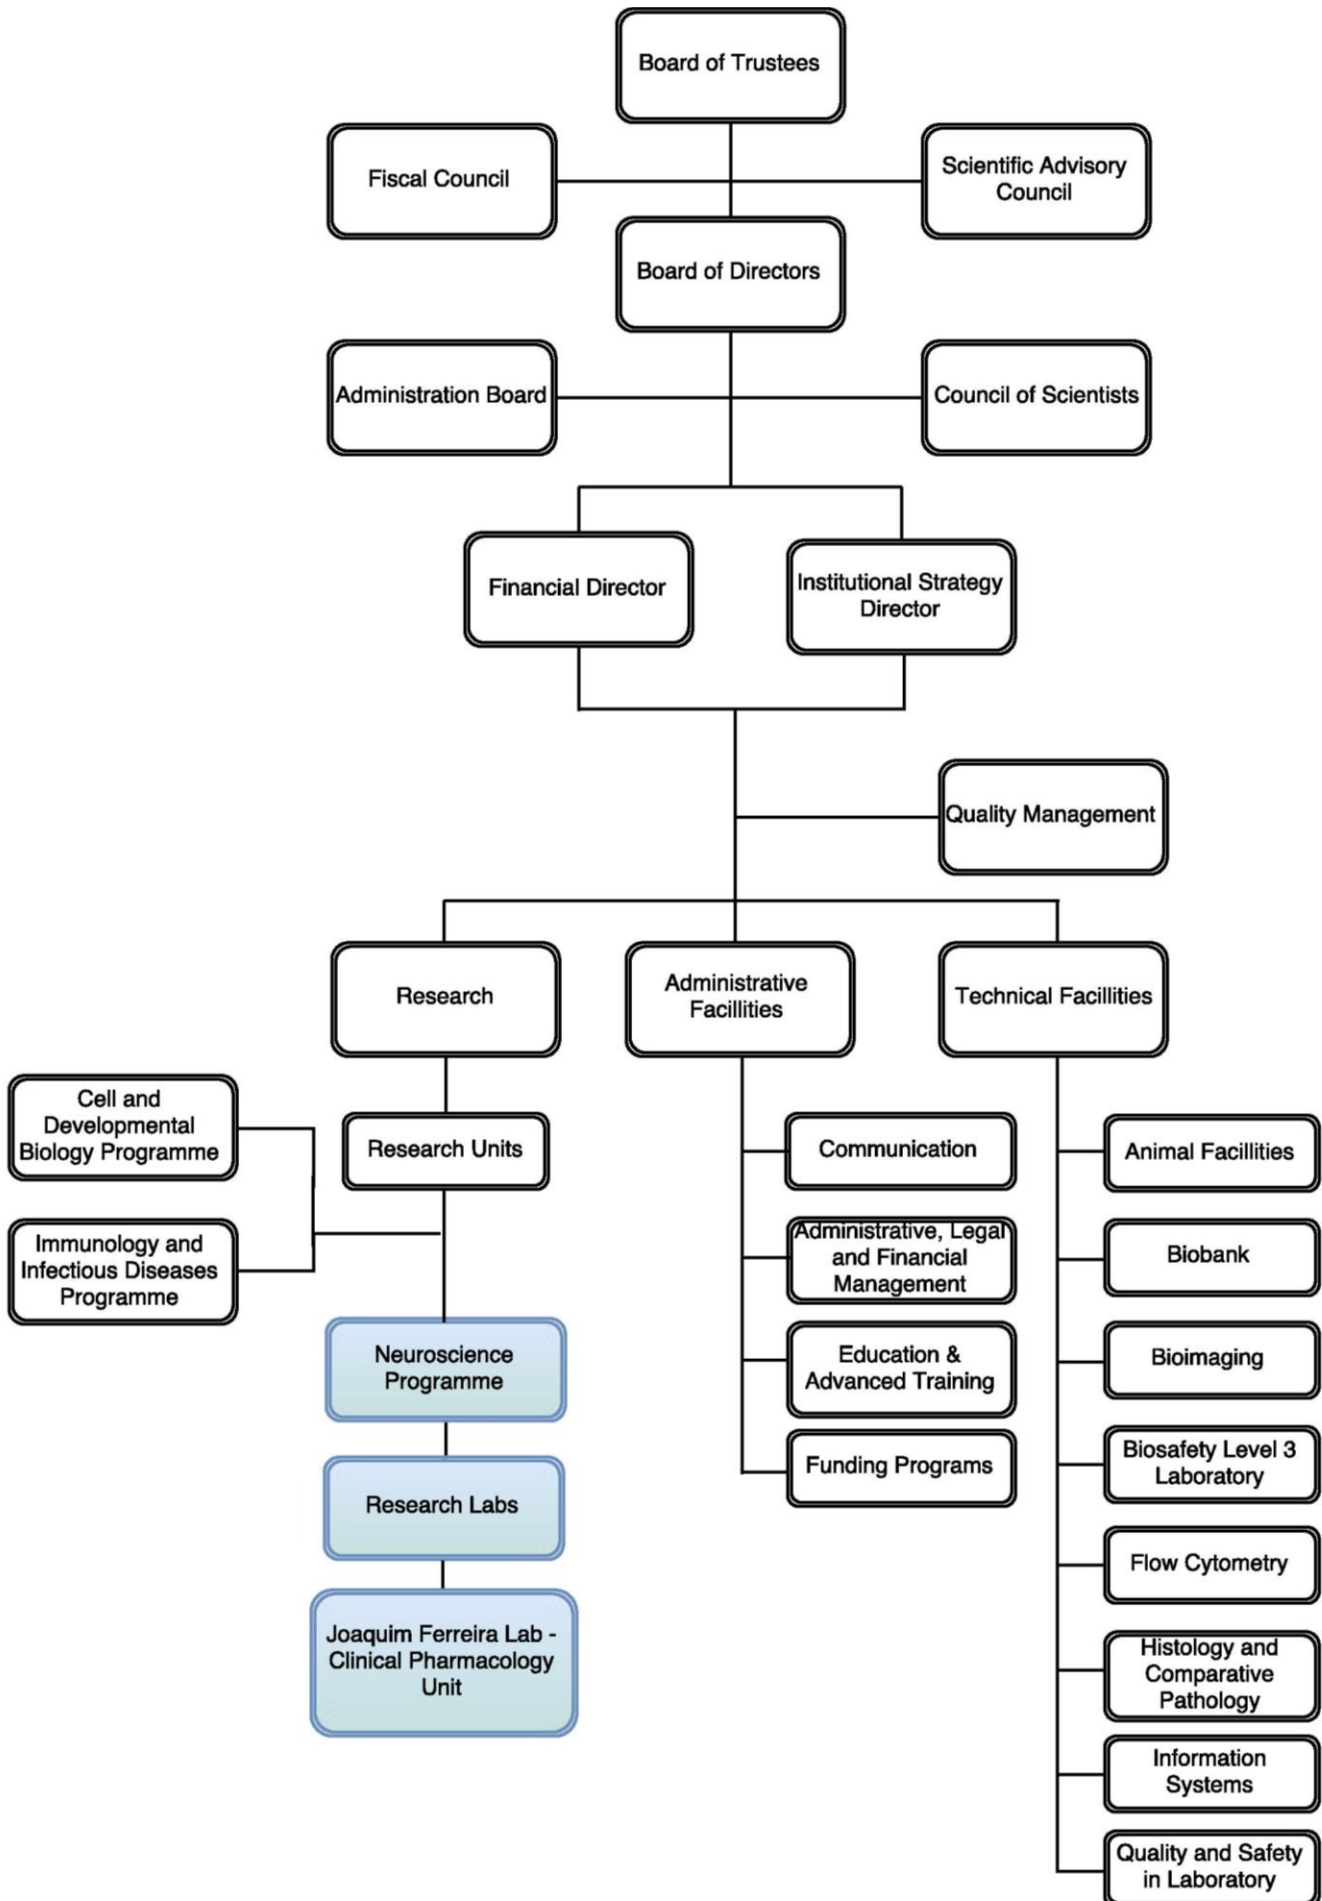 Board of Trustees
Fiscal Council
Scientific Advisory
Council
Board of Directors
Administration Board
Council of Scientists
Financial Director
Institutional Strategy
Director
Quality Management
Research
Administrative
Facillities
Technical Facillities
Cell and
Developmental
Biology Programme
Research Units
Immunology and
Infectious Diseases
Programme
Neuroscience
Programme
Research Labs
Joaquim Ferreira Lab -
Clinical Pharmacology
Unit
Communication
Administrative, Legal
and Financial
Management
Education &
Advanced Training
Funding Programs
Animal Facillities
Biobank
Bioimaging
Biosafety Level 3
Laboratory
Flow Cytometry
Histology and
Comparative
Pathology
Information
Systems
Quality and Safety
in Laboratory